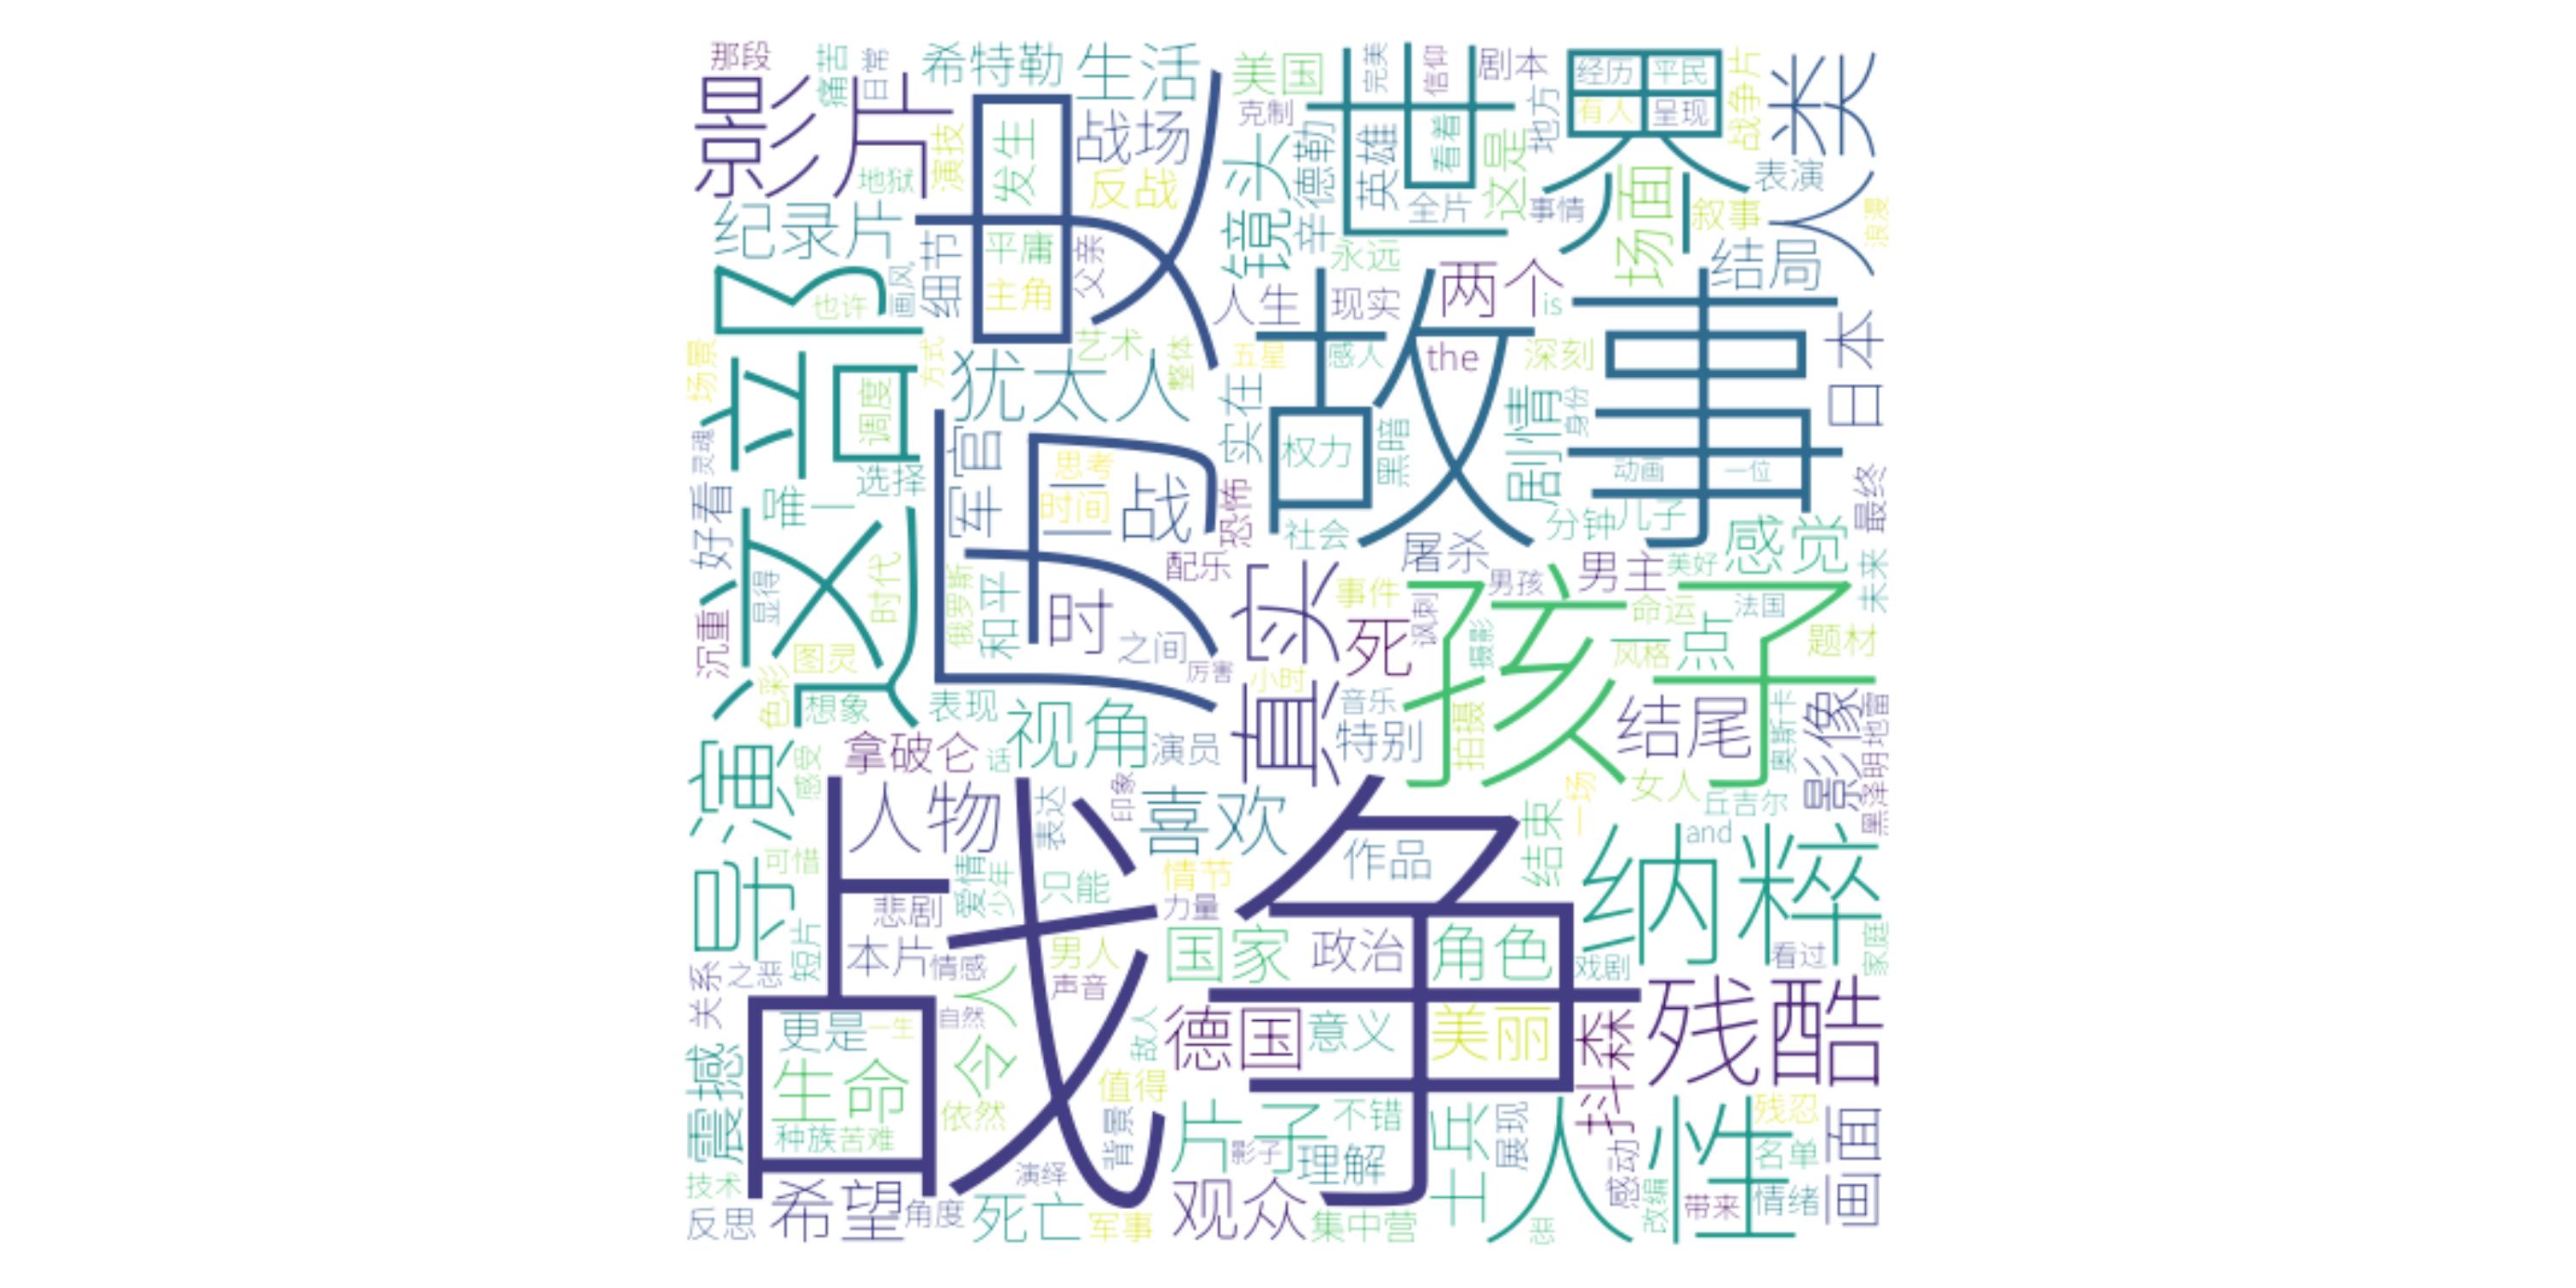 那段
痛苦
日常
希特勒
生活
美国
完美
信仰
剧本
经历
平民
战争片
人类
影片
演技
战场
克制
世界
有人
呈现
地方
地狱
发生
反战
镜头
辛德勒
英雄
看着
这是
表演
纪录片
电影
全片
事情
场面
叙事
浪漫
细节
平庸
父亲
永远
结局
一部
也许
画风
主角
人生
现实
两个
is
故事
日本
场景
方式
艺术
整体
五星
感人
the
深刻
调度
犹太人
实在
剧情
身份
灵魂
选择
军官
思考
权力
黑暗
动画
一位
好看
唯一
时间
二战
恐怖
社会
分钟
儿子
最终
这部
屠杀
感觉
显得
时代
俄罗斯
和平
配乐
真实
事件
讽刺
男孩
男主
美好
未来
孩子
沉重
时
死
摄影
命运
法国
图灵
之间
厉害
小时
风格
一点
题材
色彩
想象
表现
视角
音乐
特别
拍摄
结尾
奥斯卡
影像
黑泽明
地雷
导演
感受
拿破仑
话
演员
一场
女人
丘吉尔
战争
人物
表达
印象
喜欢
作品
结束
and
纳粹
可惜
爱情
少年
只能
情节
悲剧
力量
短片
本片
情感
男人
国家
政治
角色
戏剧
看过
家庭
关系
之恶
声音
残酷
更是
一生
自然
令人
敌人
德国
意义
美丽
抖森
震撼
生命
值得
种族
苦难
依然
背景
片子
不错
士兵
展现
人性
残忍
画面
影子
理解
感动
名单
技术
演绎
改编
带来
情绪
反思
希望
角度
死亡
军事
观众
集中营
恶